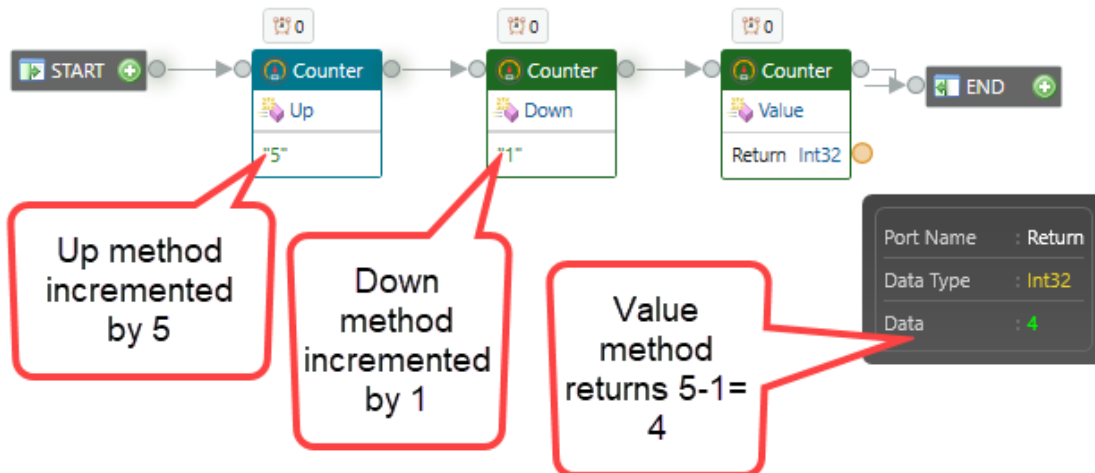 0
0
0
START
Counter
Counter
Counter
END
Up
Down
Value
"5"
"1"
Return Int32
Up method
incremented
by 5
Down
method
incremented
by 1
Value
method
returns 5-1=
4
Port Name : Return
Data Type : Int32
Data : 4